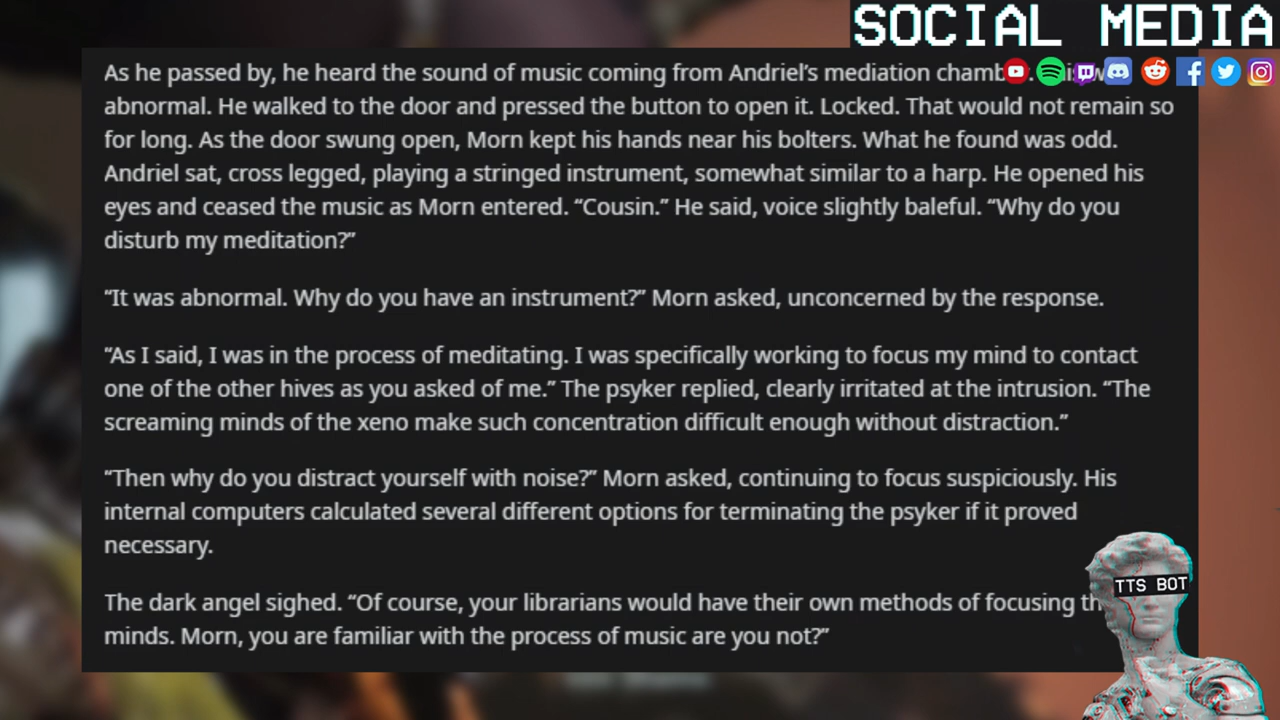 SOCIAL MEDIA
As he passed by, he heard the sound of music coming from Andriel’s mediation
abnormal. He walked to the door and pressed the button to open it. Locked. That would not remain so
for long. As the door swung open, Morn kept his hands near his bolters. What he found was odd.
Andriel sat, cross legged, playing a stringed instrument, somewhat similar to a harp. He opened his
eyes and ceased the music as Morn entered. “Cousin.” He said, voice slightly baleful. “Why do you
disturb my meditation?”
“It was abnormal. Why do you have an instrument?” Morn asked, unconcerned by the response.
“As I said, I was in the process of meditating. I was specifically working to focus my mind to contact
one of the other hives as you asked of me.” The psyker replied, clearly irritated at the intrusion. “The
screaming minds of the xeno make such concentration difficult enough without distraction.”
“Then why do you distract yourself with noise?” Morn asked, continuing to focus suspiciously. His
internal computers calculated several different options for terminating the psyker if it proved
necessary.
The dark angel sighed. “Of course, your librarians would have their own methods of focusing
minds. Morn, you are familiar with the process of music are you not?”
TTS BOT